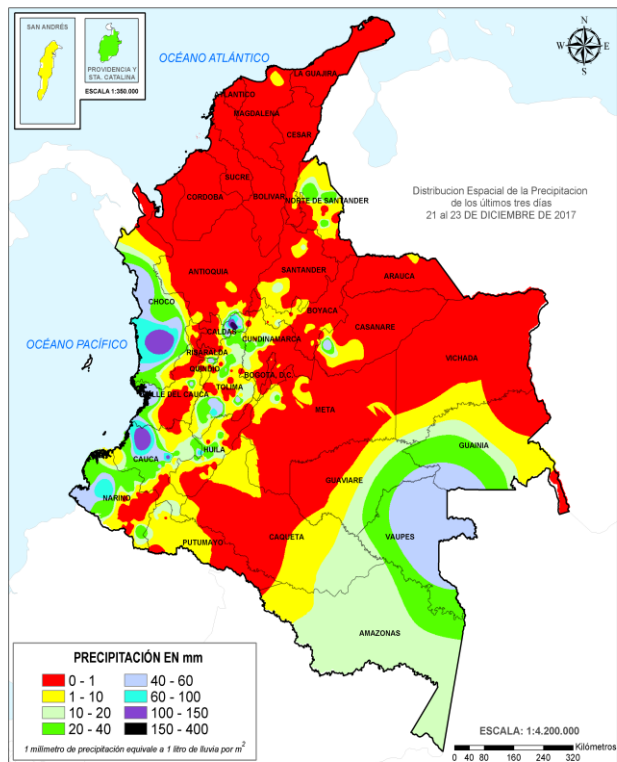 SAN ANDRÉS
PROVIDENCIA Y
STA. CATALINA
ESCALA 1:350.000
OCÉANO ATLÁNTICO
N
W
E
S
LA GUAJIRA
ATLANTICO
MAGDALENA
CESAR
SUCRE
CORDOBA
BOLIVAR
NORTE DE SANTANDER
Distribucion Espacial de la Precipitacion
de los últimos tres días
21 al 23 DE DICIEMBRE DE 2017
ANTIOQUIA
SANTANDER
ARAUCA
CHOCO
BOYACA
CASANARE
CALDAS
CUNDINAMARCA
OCÉANO PACÍFICO
RISARALDA
VICHADA
QUINDIO
BOGOTA, D.C.
TOLIMA
VALLE DEL CAUCA
META
GUAINIA
HUILA
CAUCA
GUAVIARE
NARIÑO
VAUPES
CAQUETA
PUTUMAYO
AMAZONAS
PRECIPITACIÓN EN mm
0 - 1
40 - 60
1 - 10
60 - 100
10 - 20
100 - 150
20 - 40
150 - 400
1 milimetro de precipitación equivale a 1 litro de lluvia por m²
ESCALA: 1:4.200.000
Kilómetros
0 40 80 160 240 320